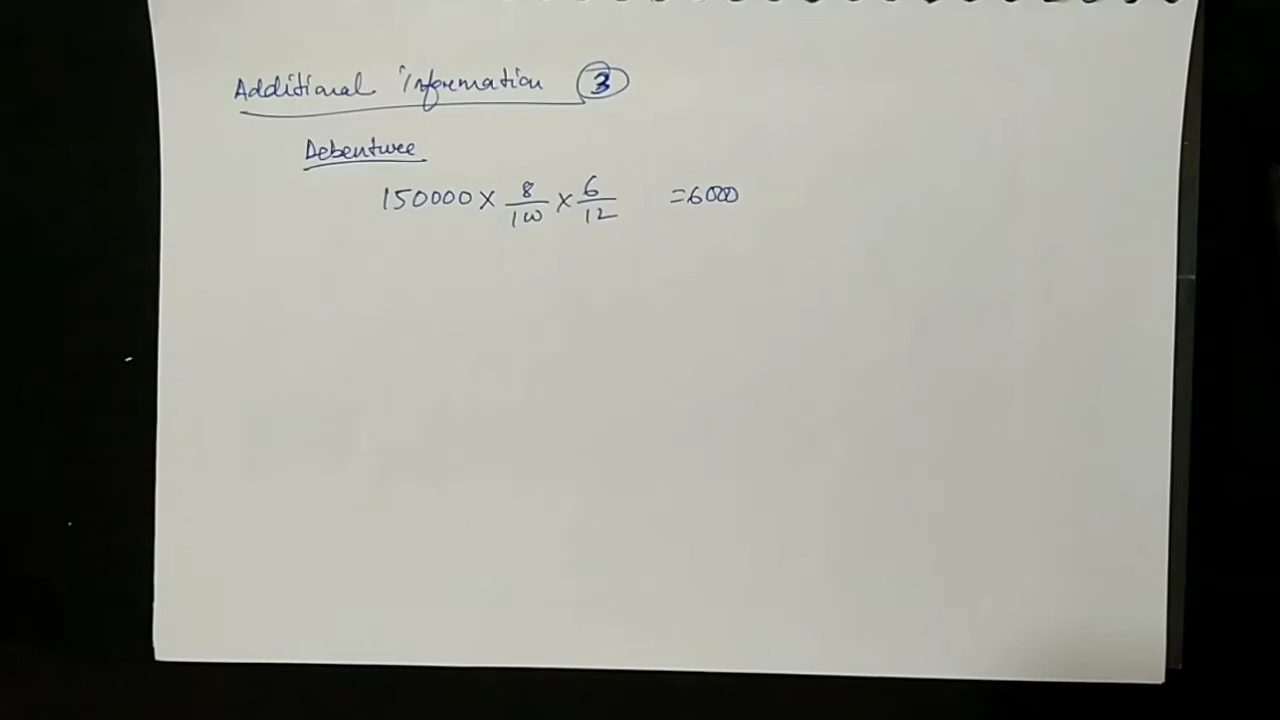 Additional Information 3
Debenture
150000 × 8/100 × 6/12 = 6000